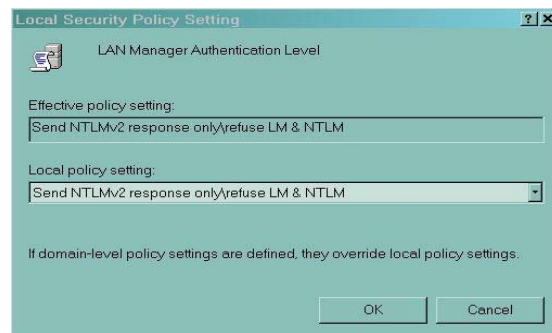 Local Security Policy Setting
LAN Manager Authentication Level
Effective policy setting:
Send NTLMv2 response only\refuse LM & NTLM
Local policy setting:
Send NTLMv2 response only\refuse LM & NTLM
If domain-level policy settings are defined, they override local policy settings.
OK Cancel